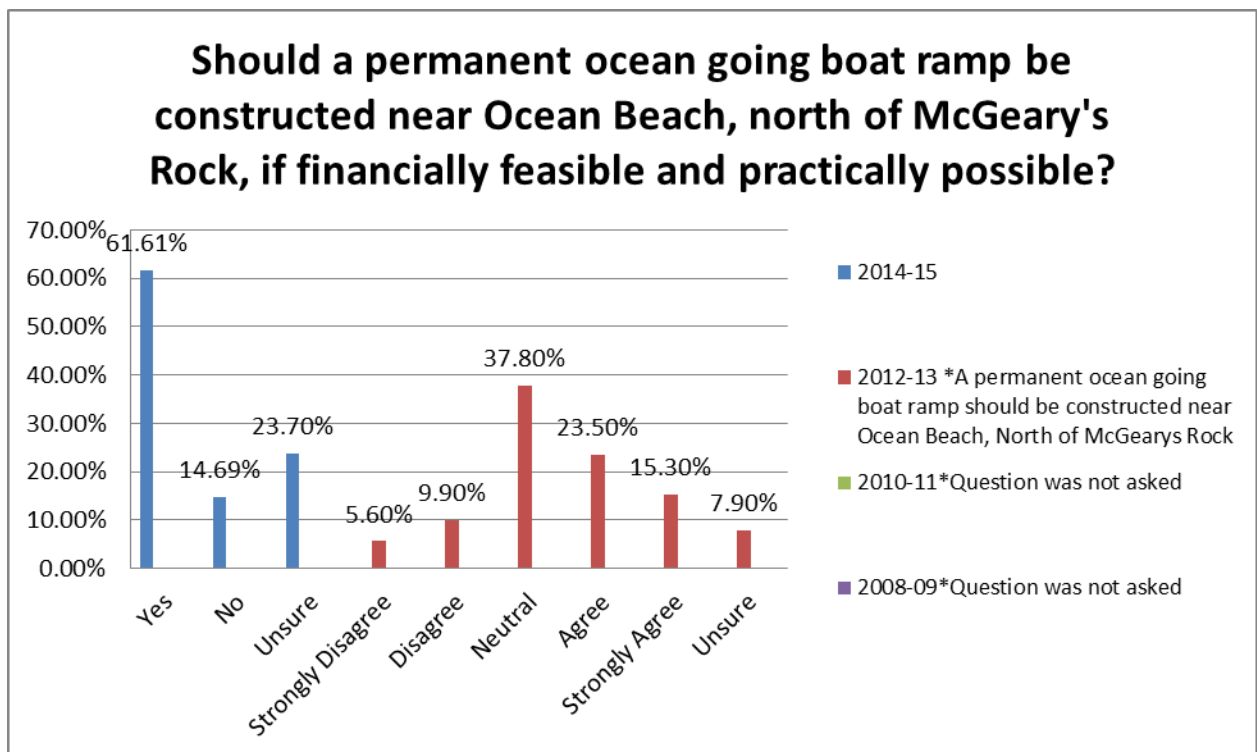 Should a permanent ocean going boat ramp be
constructed near Ocean Beach, north of McGeary's
Rock, if financially feasible and practically possible?
70.00%
60.00%
50.00%
40.00%
30.00%
20.00%
10.00%
0.00%
61.61%
14.69%
23.70%
5.60%
9.90%
37.80%
23.50%
15.30%
7.90%
Yes
No
Unsure
Strongly Disagree
Disagree
Neutral
Agree
Strongly Agree
Unsure
2014-15
2012-13 *A permanent ocean going
boat ramp should be constructed near
Ocean Beach, North of McGearys Rock
2010-11*Question was not asked
2008-09*Question was not asked